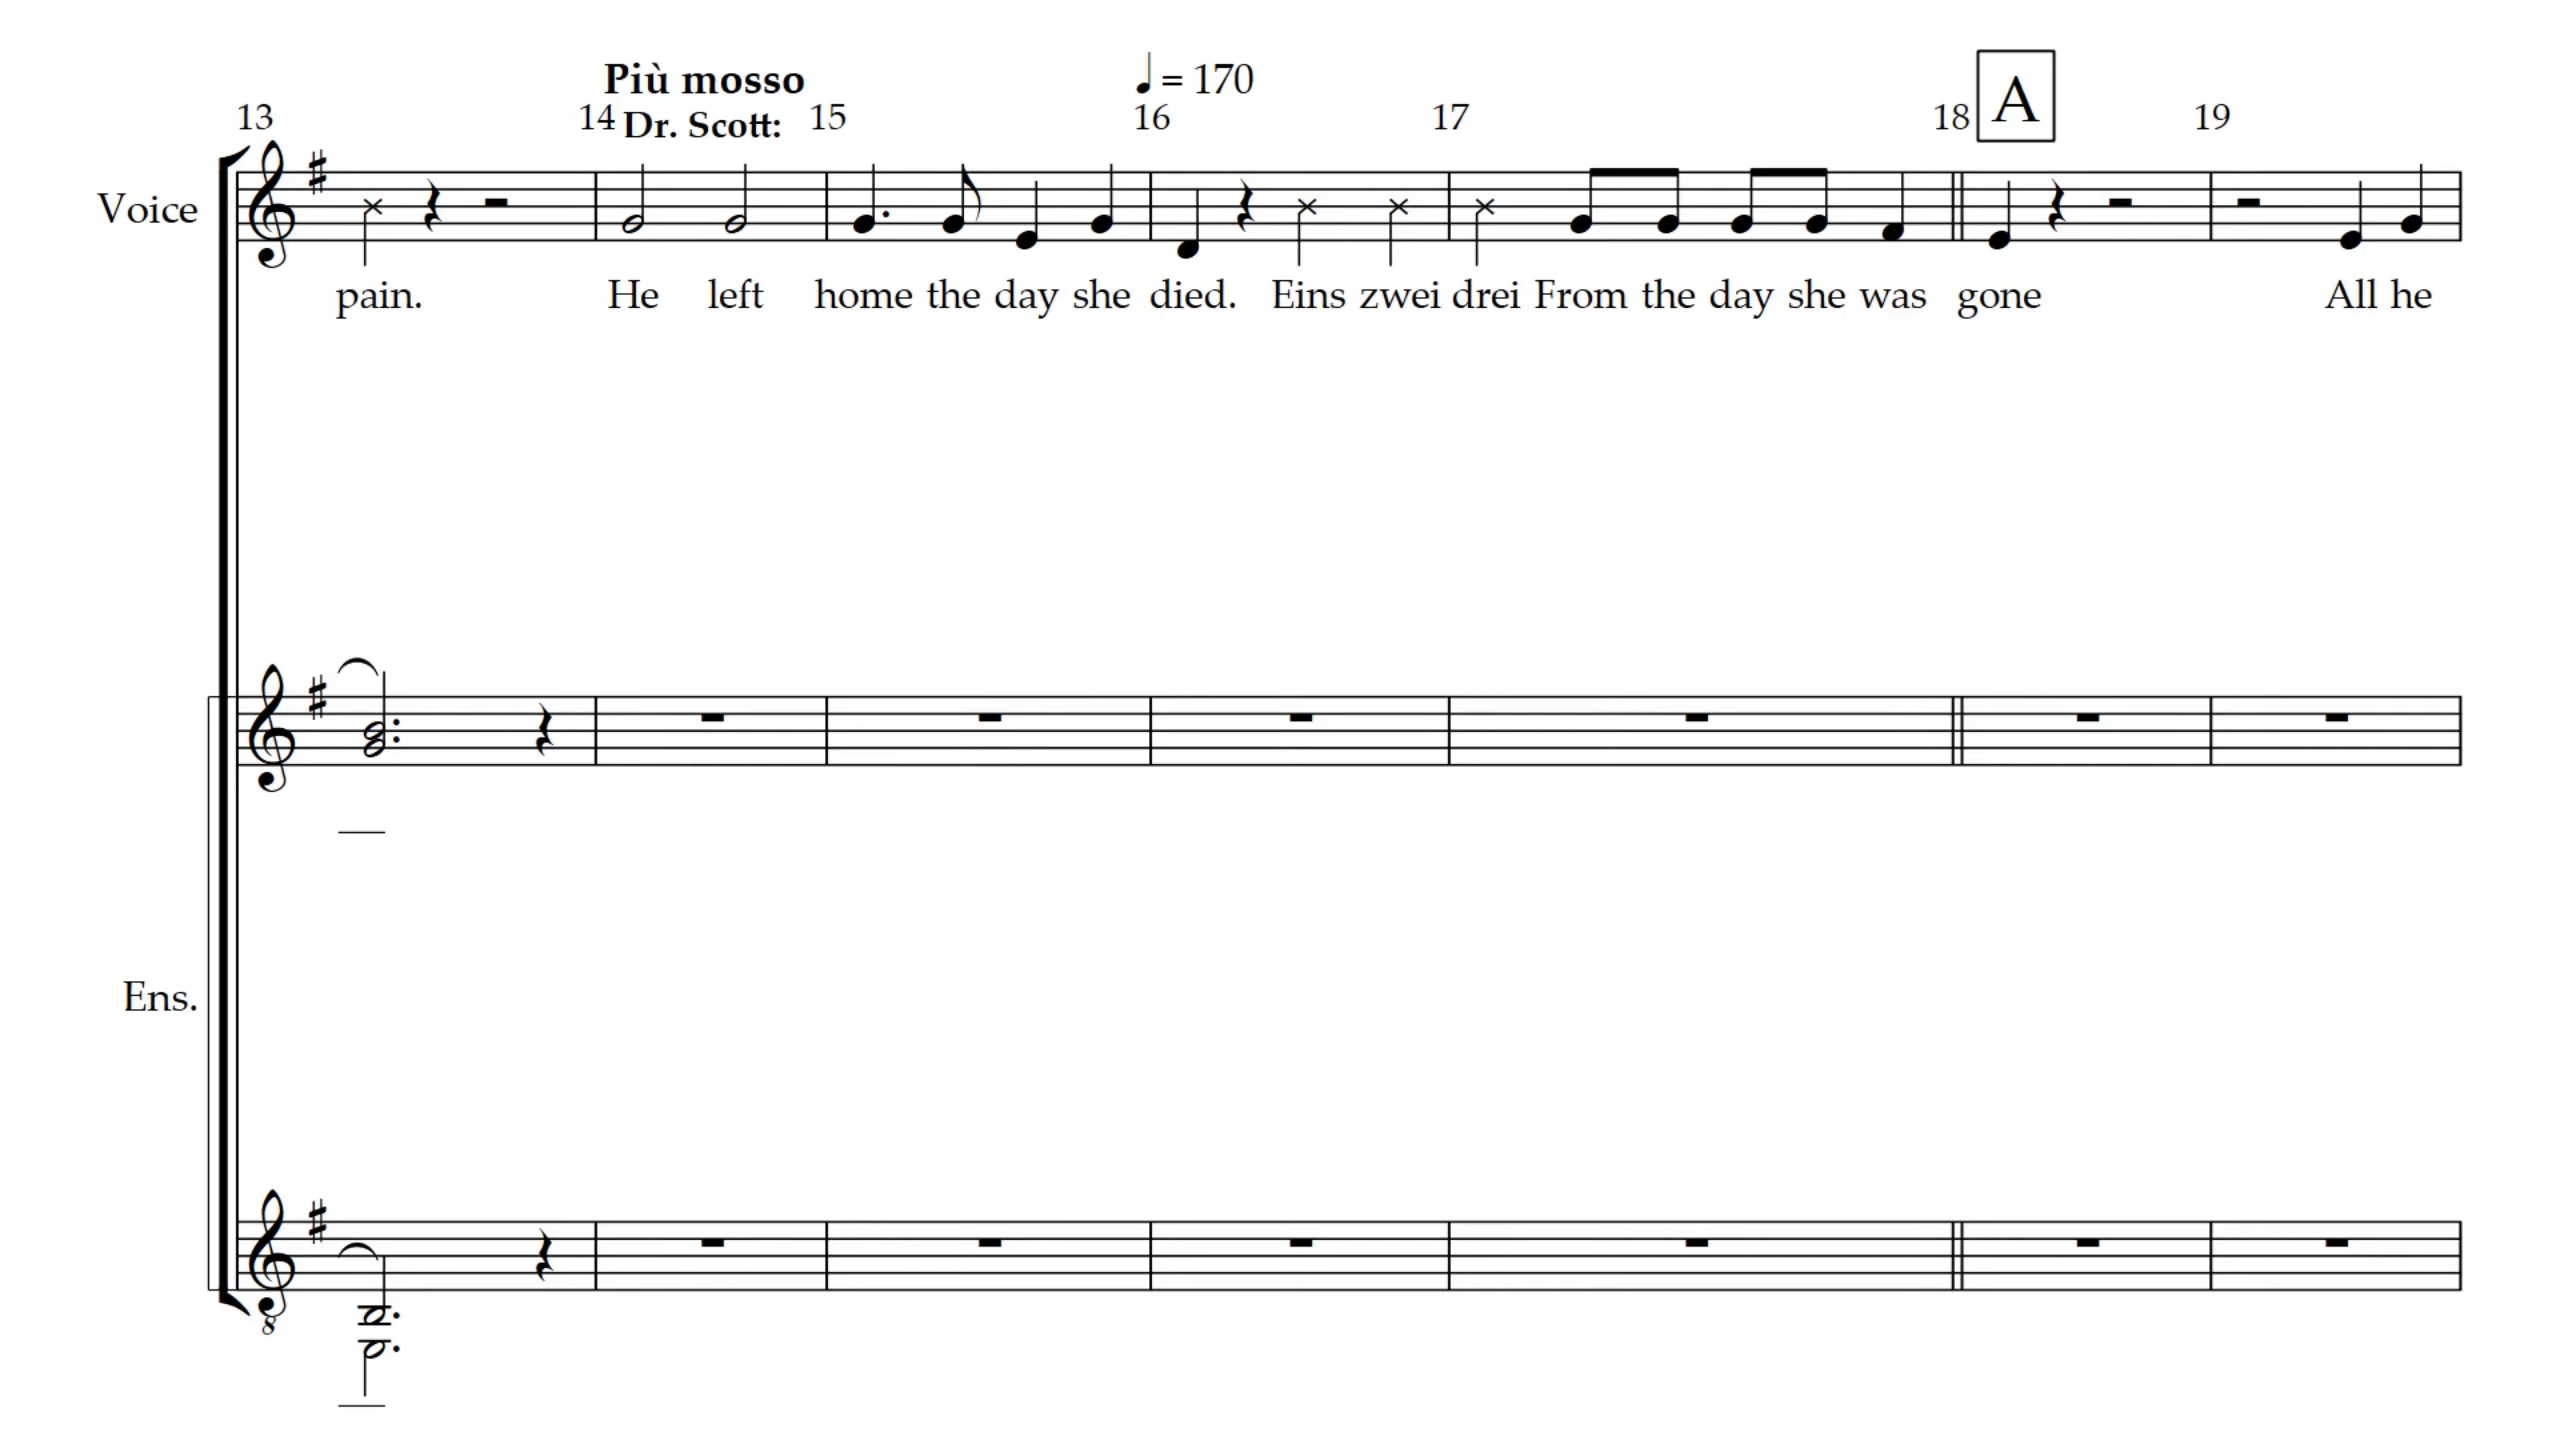 Più mosso
♩ = 170
13 14 Dr. Scott: 15 16 17 18 A 19
Voice
pain. He left home the day she died. Eins zwei drei From the day she was gone All he
Ens.
8